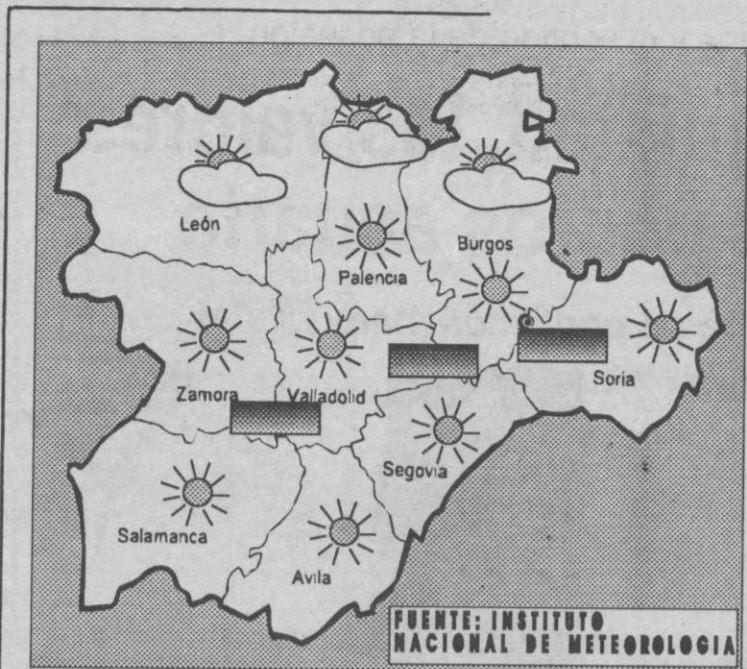 León
Burgos
Palencia
Zamora
Valladolid
Soria
Segovia
Salamanca
Avila
FUENTE: INSTITUTO
NACIONAL DE METEOROLOGIA